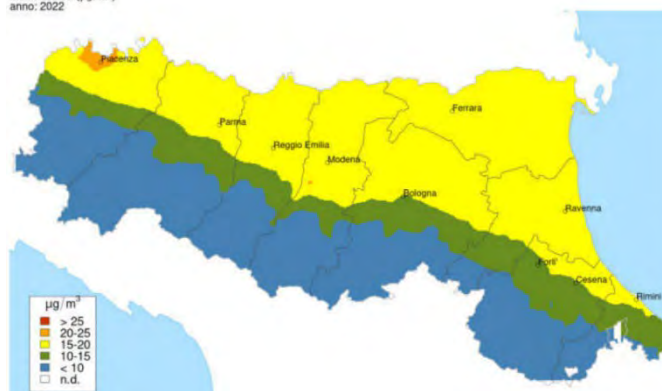 anno: 2022
Piacenza
Parma
Ferrara
Reggio Emilia
Modena
Bologna
Ravenna
Forli'
Cesena
Rimini
µg/m³
> 25
20-25
15-20
10-15
< 10
n.d.